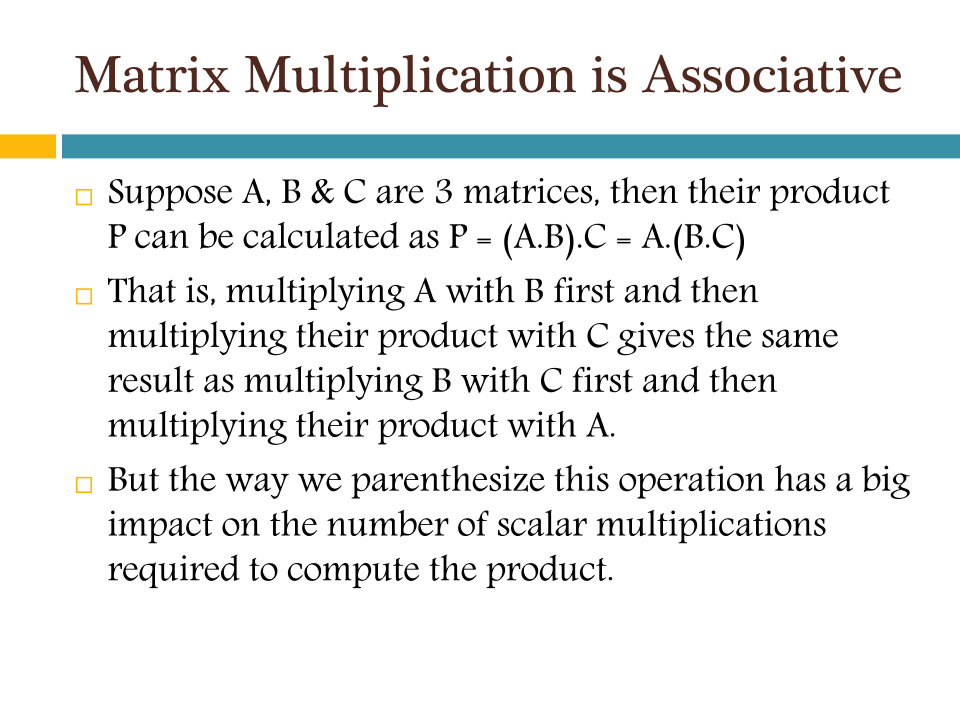 Matrix Multiplication is Associative
Suppose A, B & C are 3 matrices, then their product
P can be calculated as P = (A.B).C = A.(B.C)
That is, multiplying A with B first and then
multiplying their product with C gives the same
result as multiplying B with C first and then
multiplying their product with A.
But the way we parenthesize this operation has a big
impact on the number of scalar multiplications
required to compute the product.